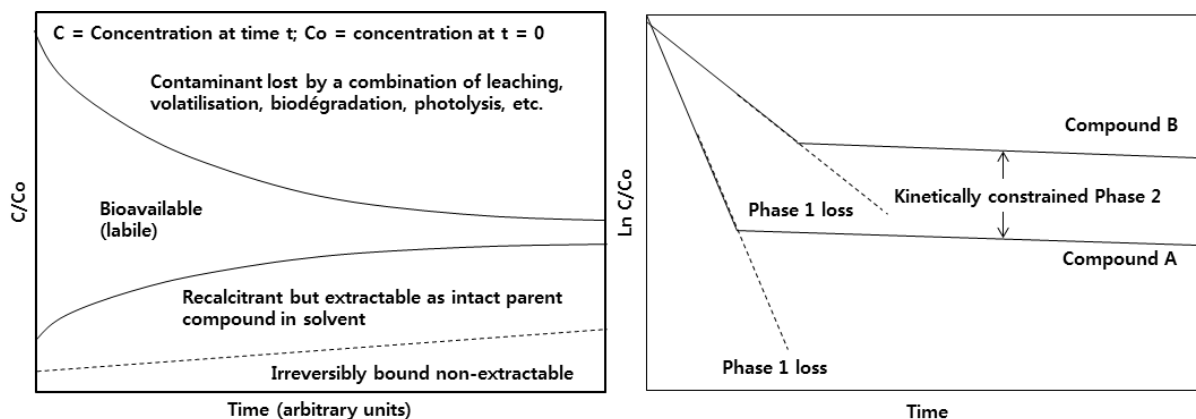 C = Concentration at time t; Co = concentration at t = 0
Contaminant lost by a combination of leaching,
volatilisation, biodégradation, photolysis, etc.
C/Co
Bioavailable
(labile)
Recalcitrant but extractable as intact parent
compound in solvent
Irreversibly bound non-extractable
Time (arbitrary units)
Ln C/Co
Compound B
Kinetically constrained Phase 2
Phase 1 loss
Compound A
Phase 1 loss
Time